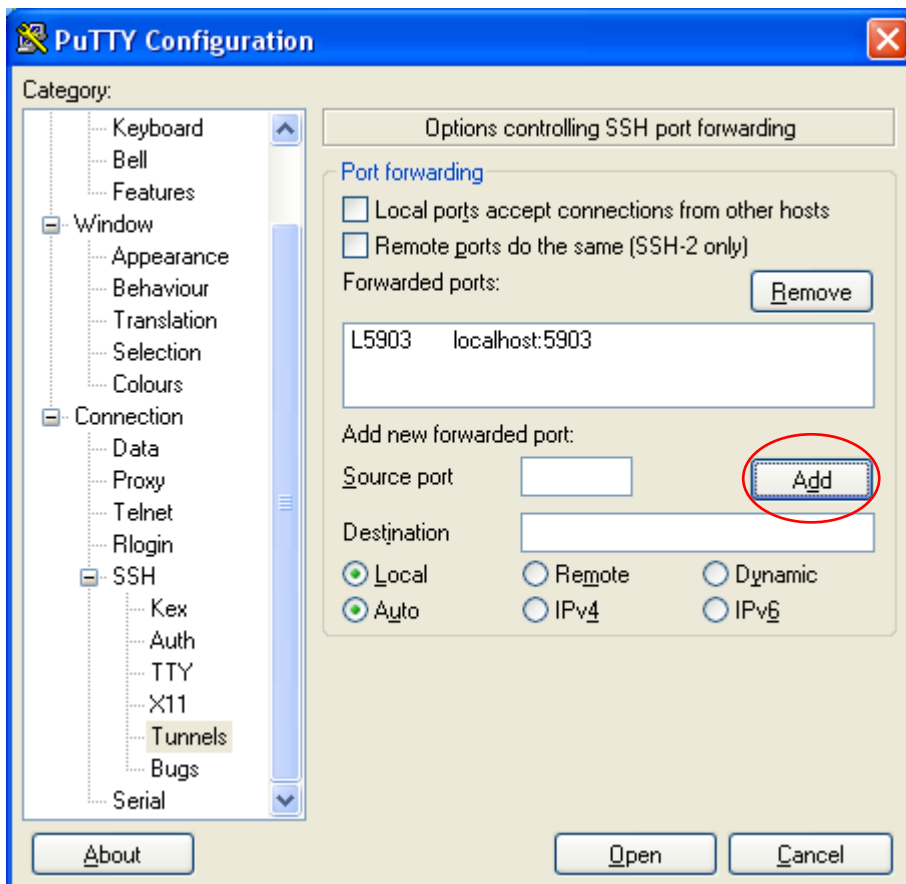 PuTTY Configuration
Category:
Keyboard
Bell
Features
Window
Appearance
Behaviour
Translation
Selection
Colours
Connection
Data
Proxy
Telnet
Rlogin
SSH
Kex
Auth
TTY
X11
Tunnels
Bugs
Serial
Options controlling SSH port forwarding
Port forwarding
Local ports accept connections from other hosts
Remote ports do the same (SSH-2 only)
Forwarded ports:
Remove
L5903 localhost:5903
Add new forwarded port:
Source port
Add
Destination
Local Remote Dynamic
Auto IPv4 IPv6
About Open Cancel